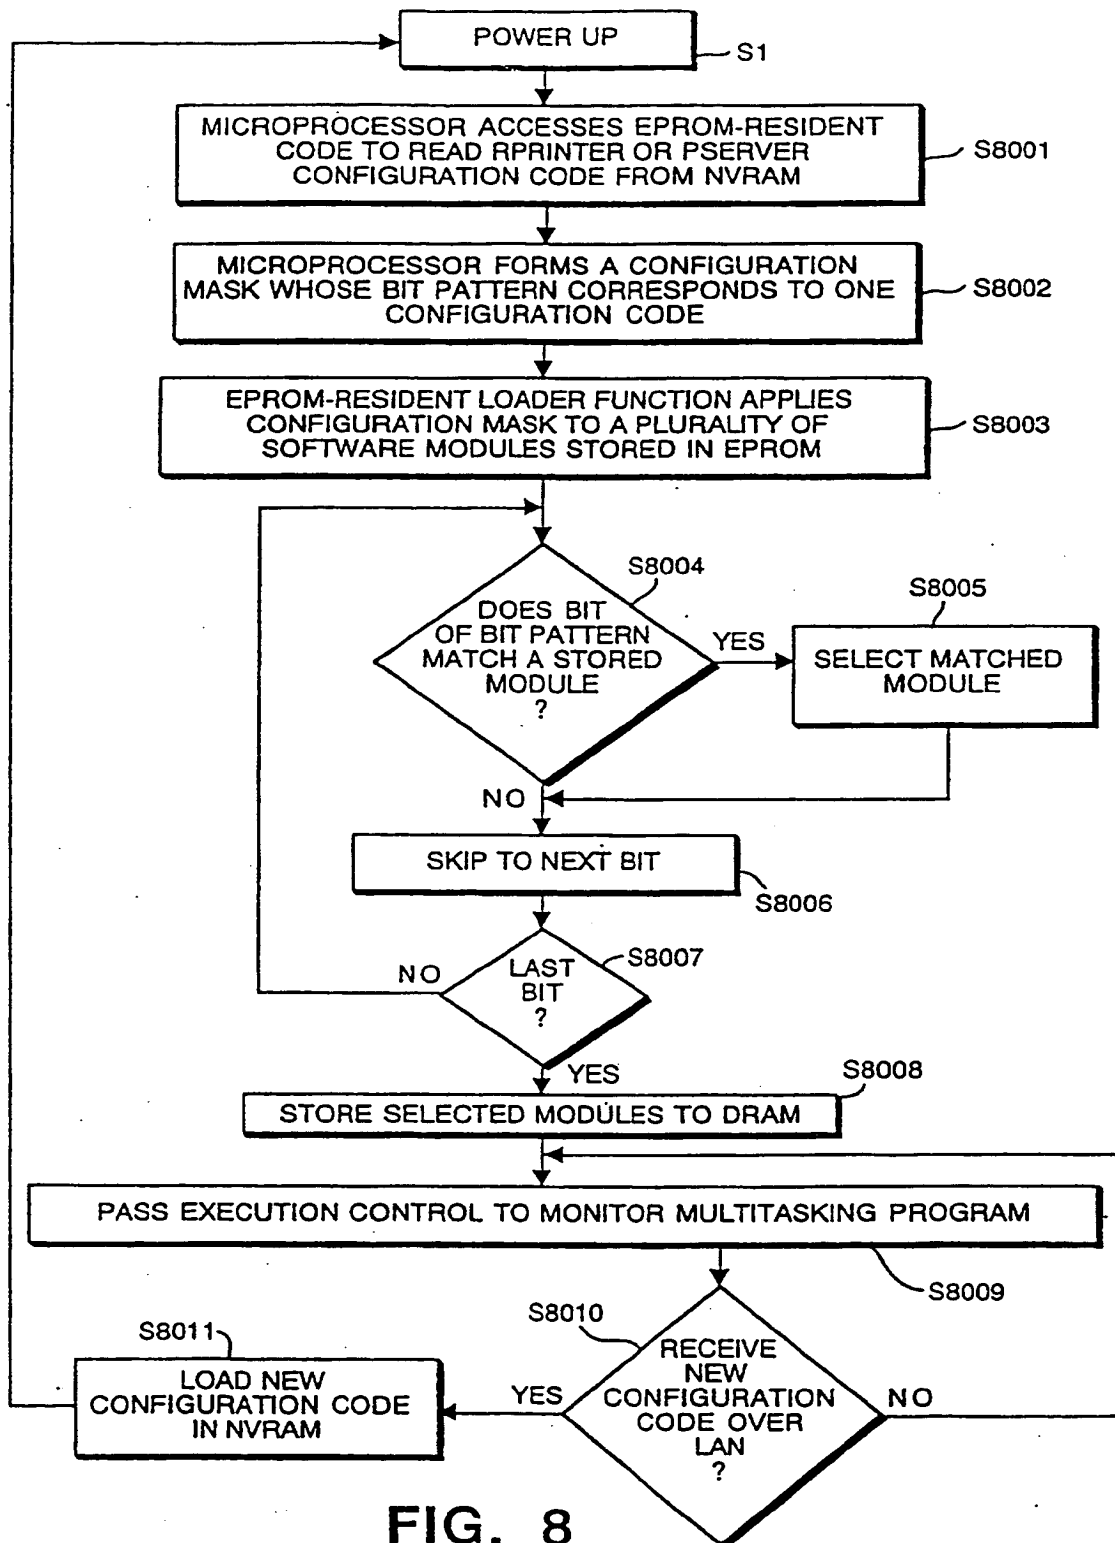 POWER UP
S1
MICROPROCESSOR ACCESSES EPROM-RESIDENT
CODE TO READ RPRINTER OR PSERVER
CONFIGURATION CODE FROM NVRAM
S8001
MICROPROCESSOR FORMS A CONFIGURATION
MASK WHOSE BIT PATTERN CORRESPONDS TO ONE
CONFIGURATION CODE
S8002
EPROM-RESIDENT LOADER FUNCTION APPLIES
CONFIGURATION MASK TO A PLURALITY OF
SOFTWARE MODULES STORED IN EPROM
S8003
S8004
DOES BIT
OF BIT PATTERN
MATCH A STORED
MODULE
?
YES
S8005
SELECT MATCHED
MODULE
NO
SKIP TO NEXT BIT
S8006
S8007
LAST
BIT
?
NO
YES
S8008
STORE SELECTED MODULES TO DRAM
PASS EXECUTION CONTROL TO MONITOR MULTITASKING PROGRAM
S8009
S8010
RECEIVE
NEW
CONFIGURATION
CODE OVER
LAN
?
YES
NO
S8011
LOAD NEW
CONFIGURATION CODE
IN NVRAM
FIG. 8